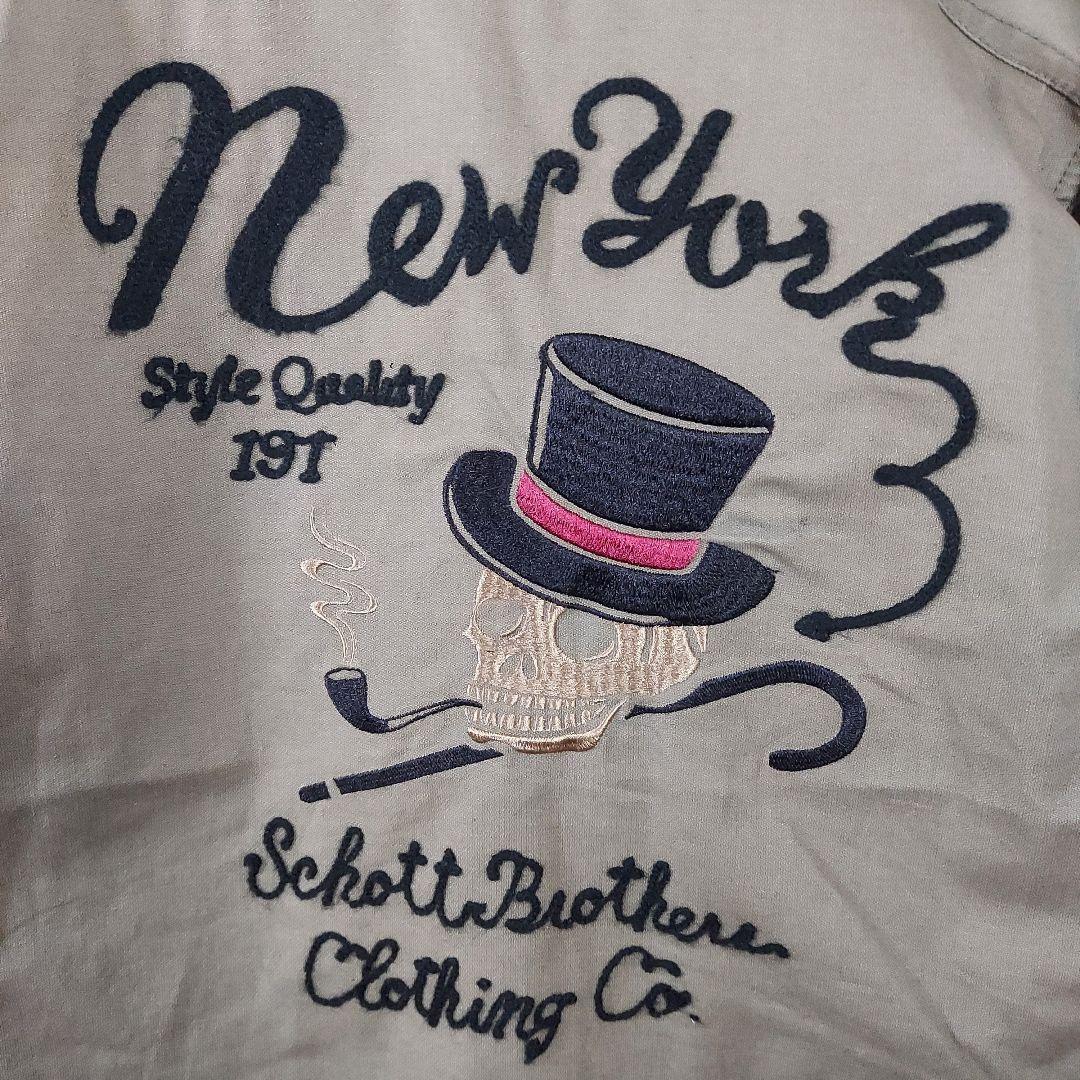 New York
Style Quality
191
Schott Brothers
Clothing Co.